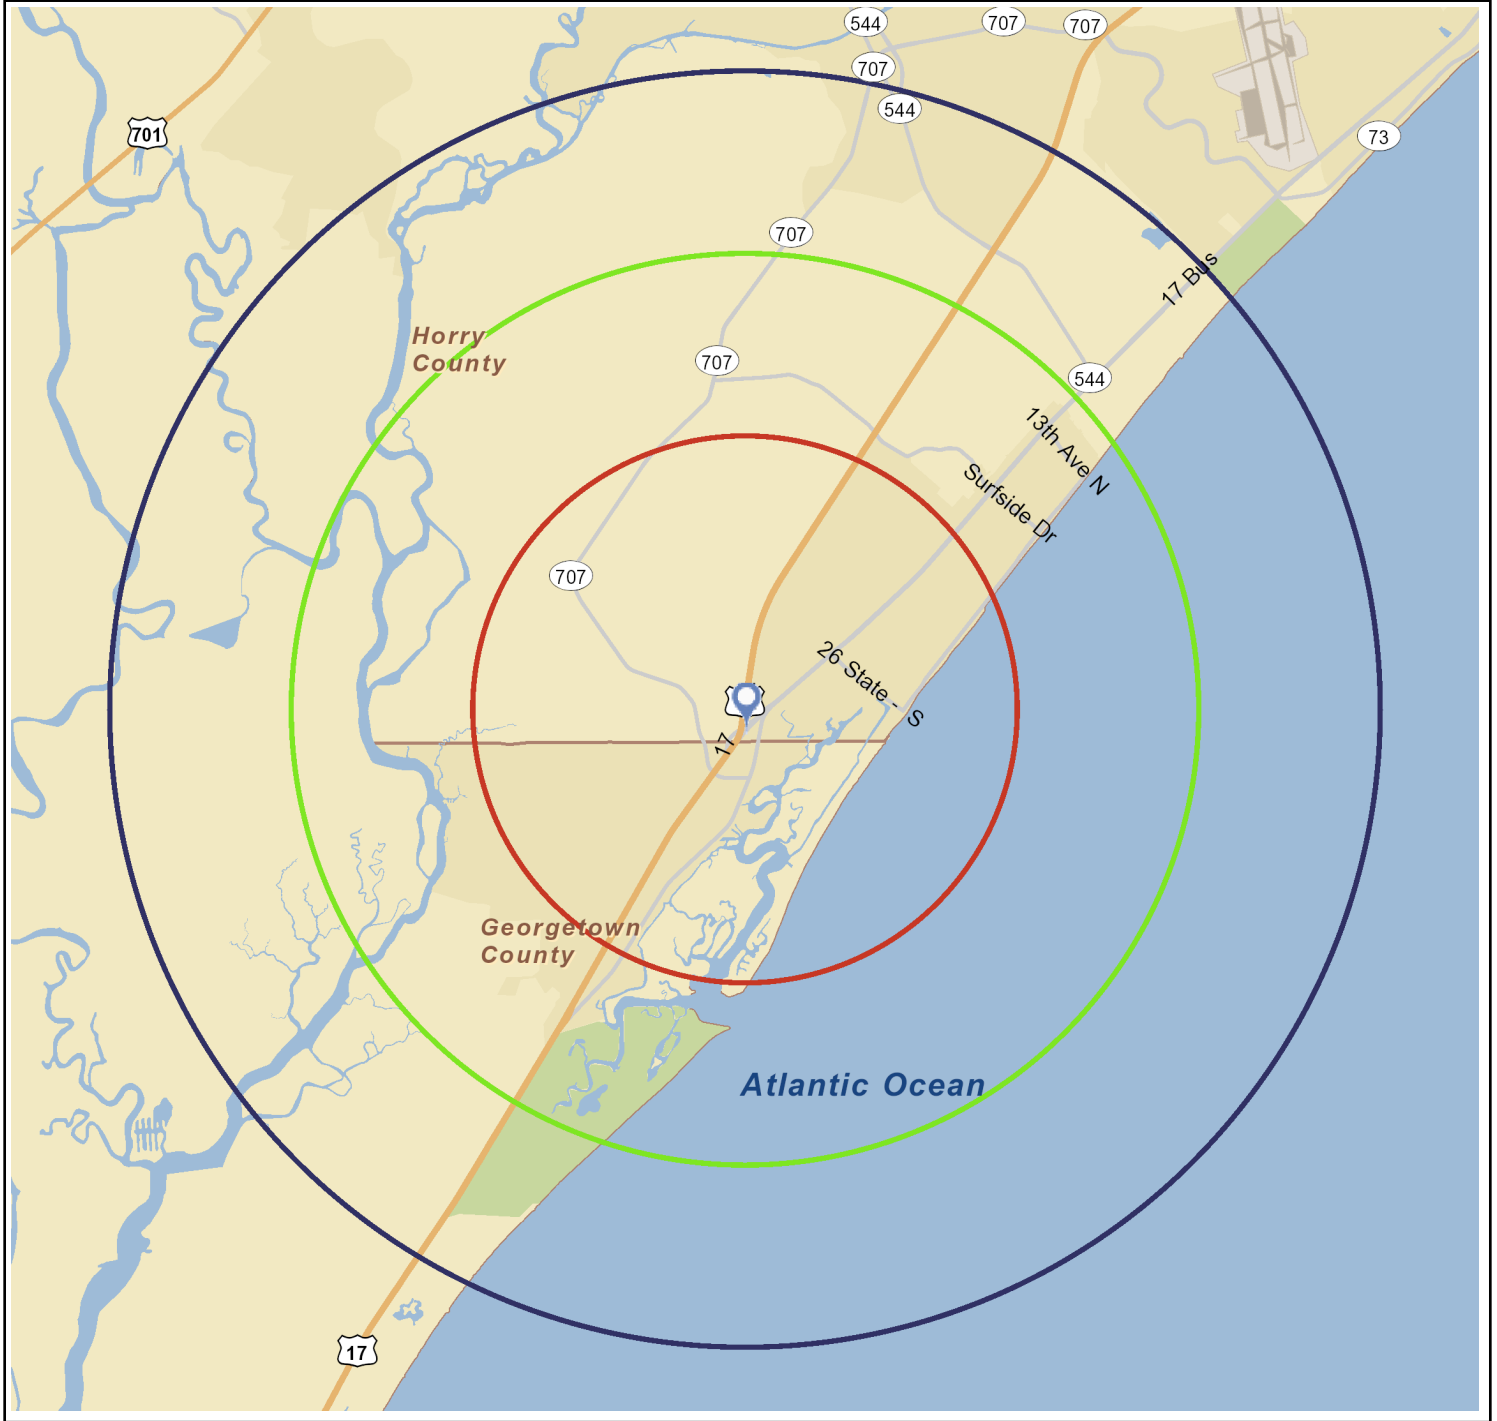 544
707
707
707
544
701
73
707
17 Bus
Horry
County
707
544
13th Ave N
Surfside Dr
707
26 State - S
17
Georgetown
County
Atlantic Ocean
17